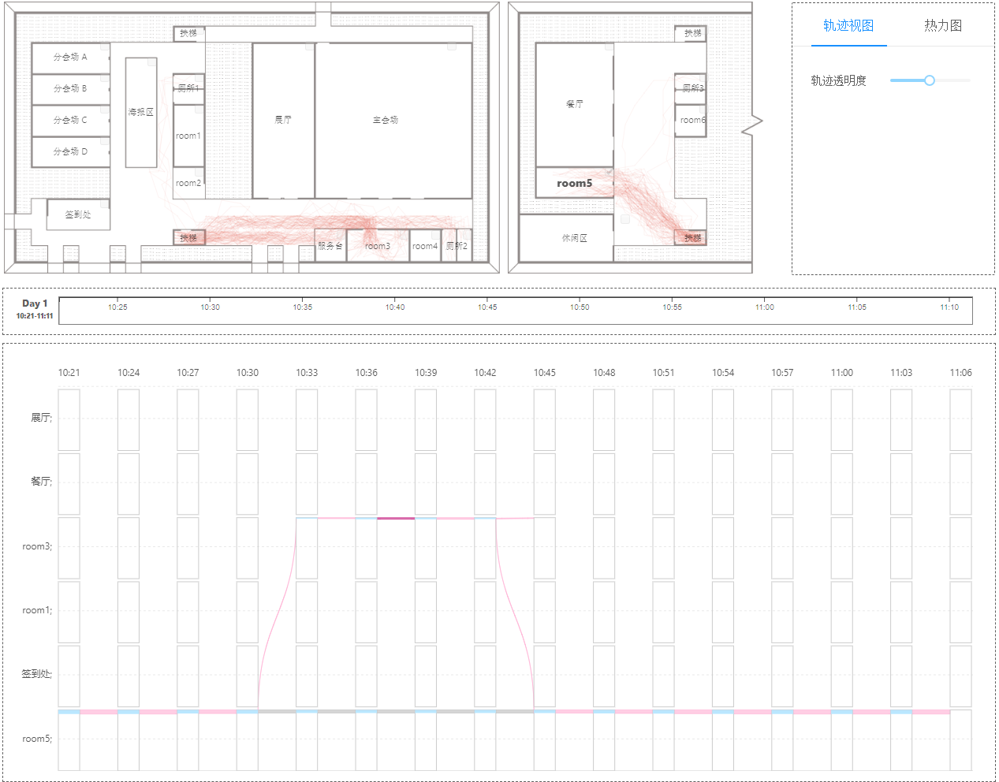 扶梯
扶梯
轨迹视图
热力图
分会场 A
分会场 B
分会场 C
分会场 D
海报区
厕所1
room1
room2
展厅
主会场
签到处
扶梯
服务台
room3
room4
厕所2
餐厅
厕所3
room6
room5
休闲区
扶梯
轨迹透明度
Day 1
10:21-11:11
10:25
10:30
10:35
10:40
10:45
10:50
10:55
11:00
11:05
11:10
10:21
10:24
10:27
10:30
10:33
10:36
10:39
10:42
10:45
10:48
10:51
10:54
10:57
11:00
11:03
11:06
展厅;
餐厅;
room3;
room1;
签到处;
room5;